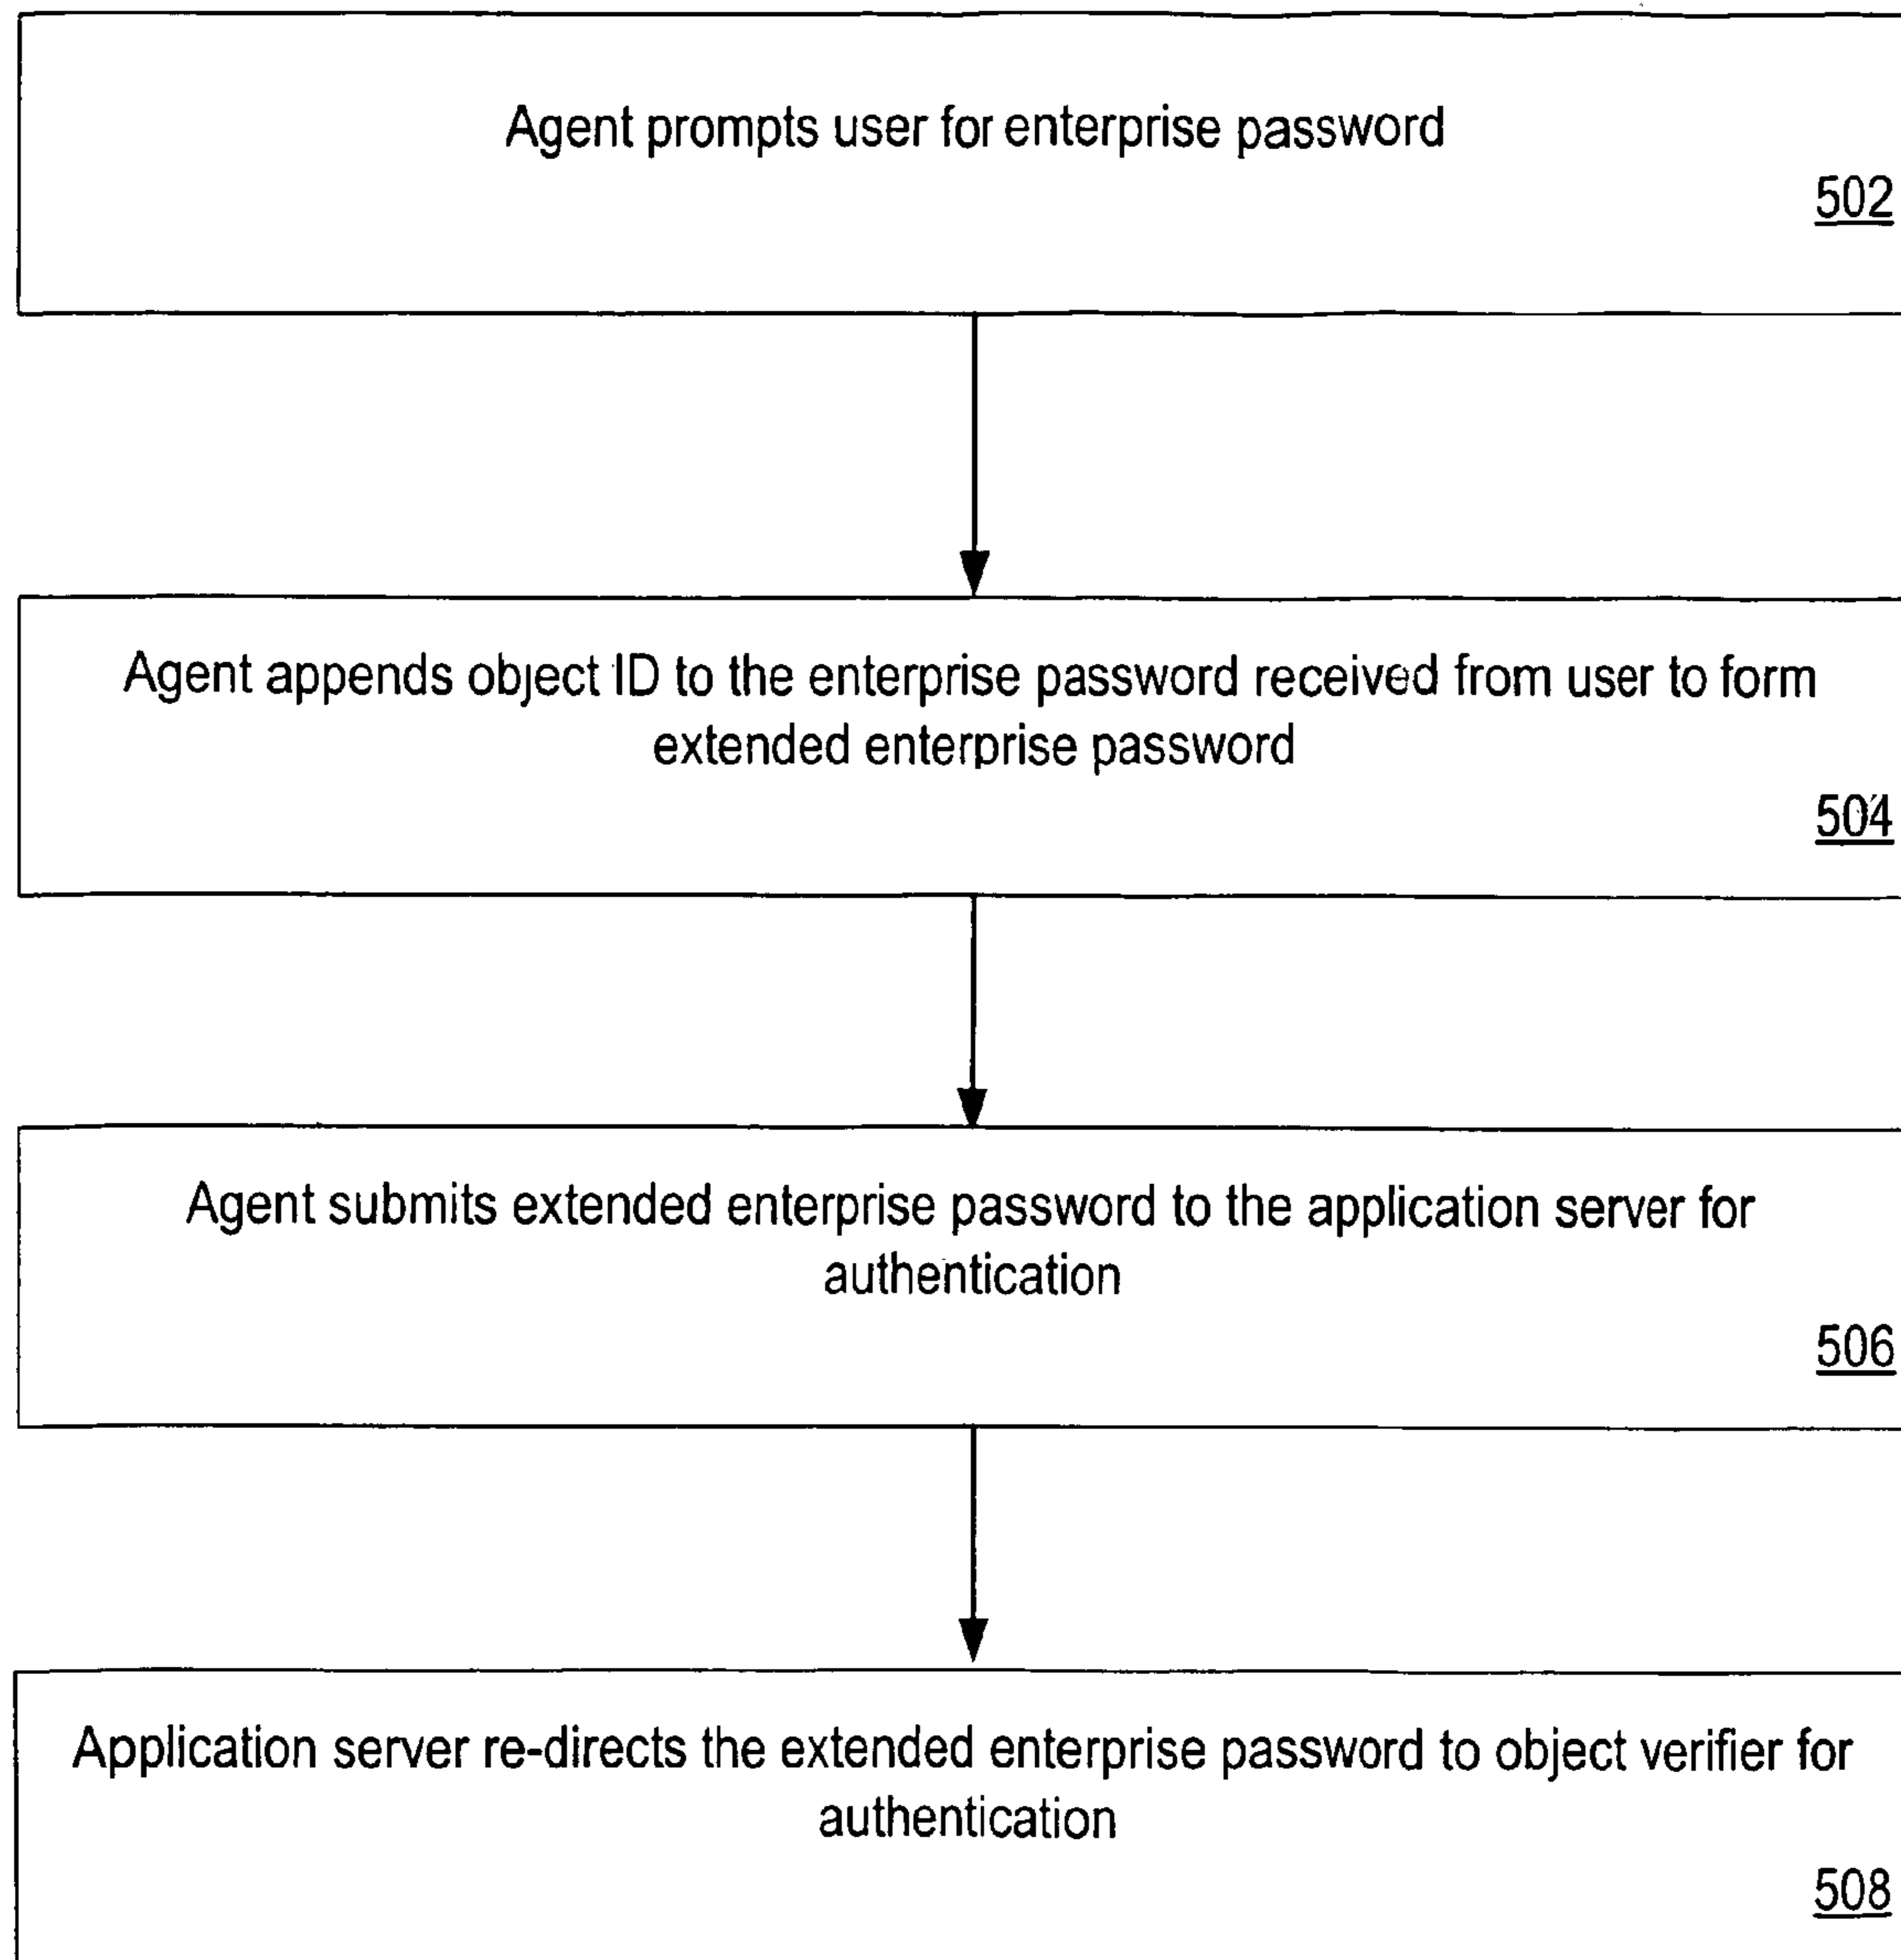 Agent prompts user for enterprise password
502
Agent appends object ID to the enterprise password received from user to form
extended enterprise password
504
Agent submits extended enterprise password to the application server for
authentication
506
Application server re-directs the extended enterprise password to object verifier for
authentication
508